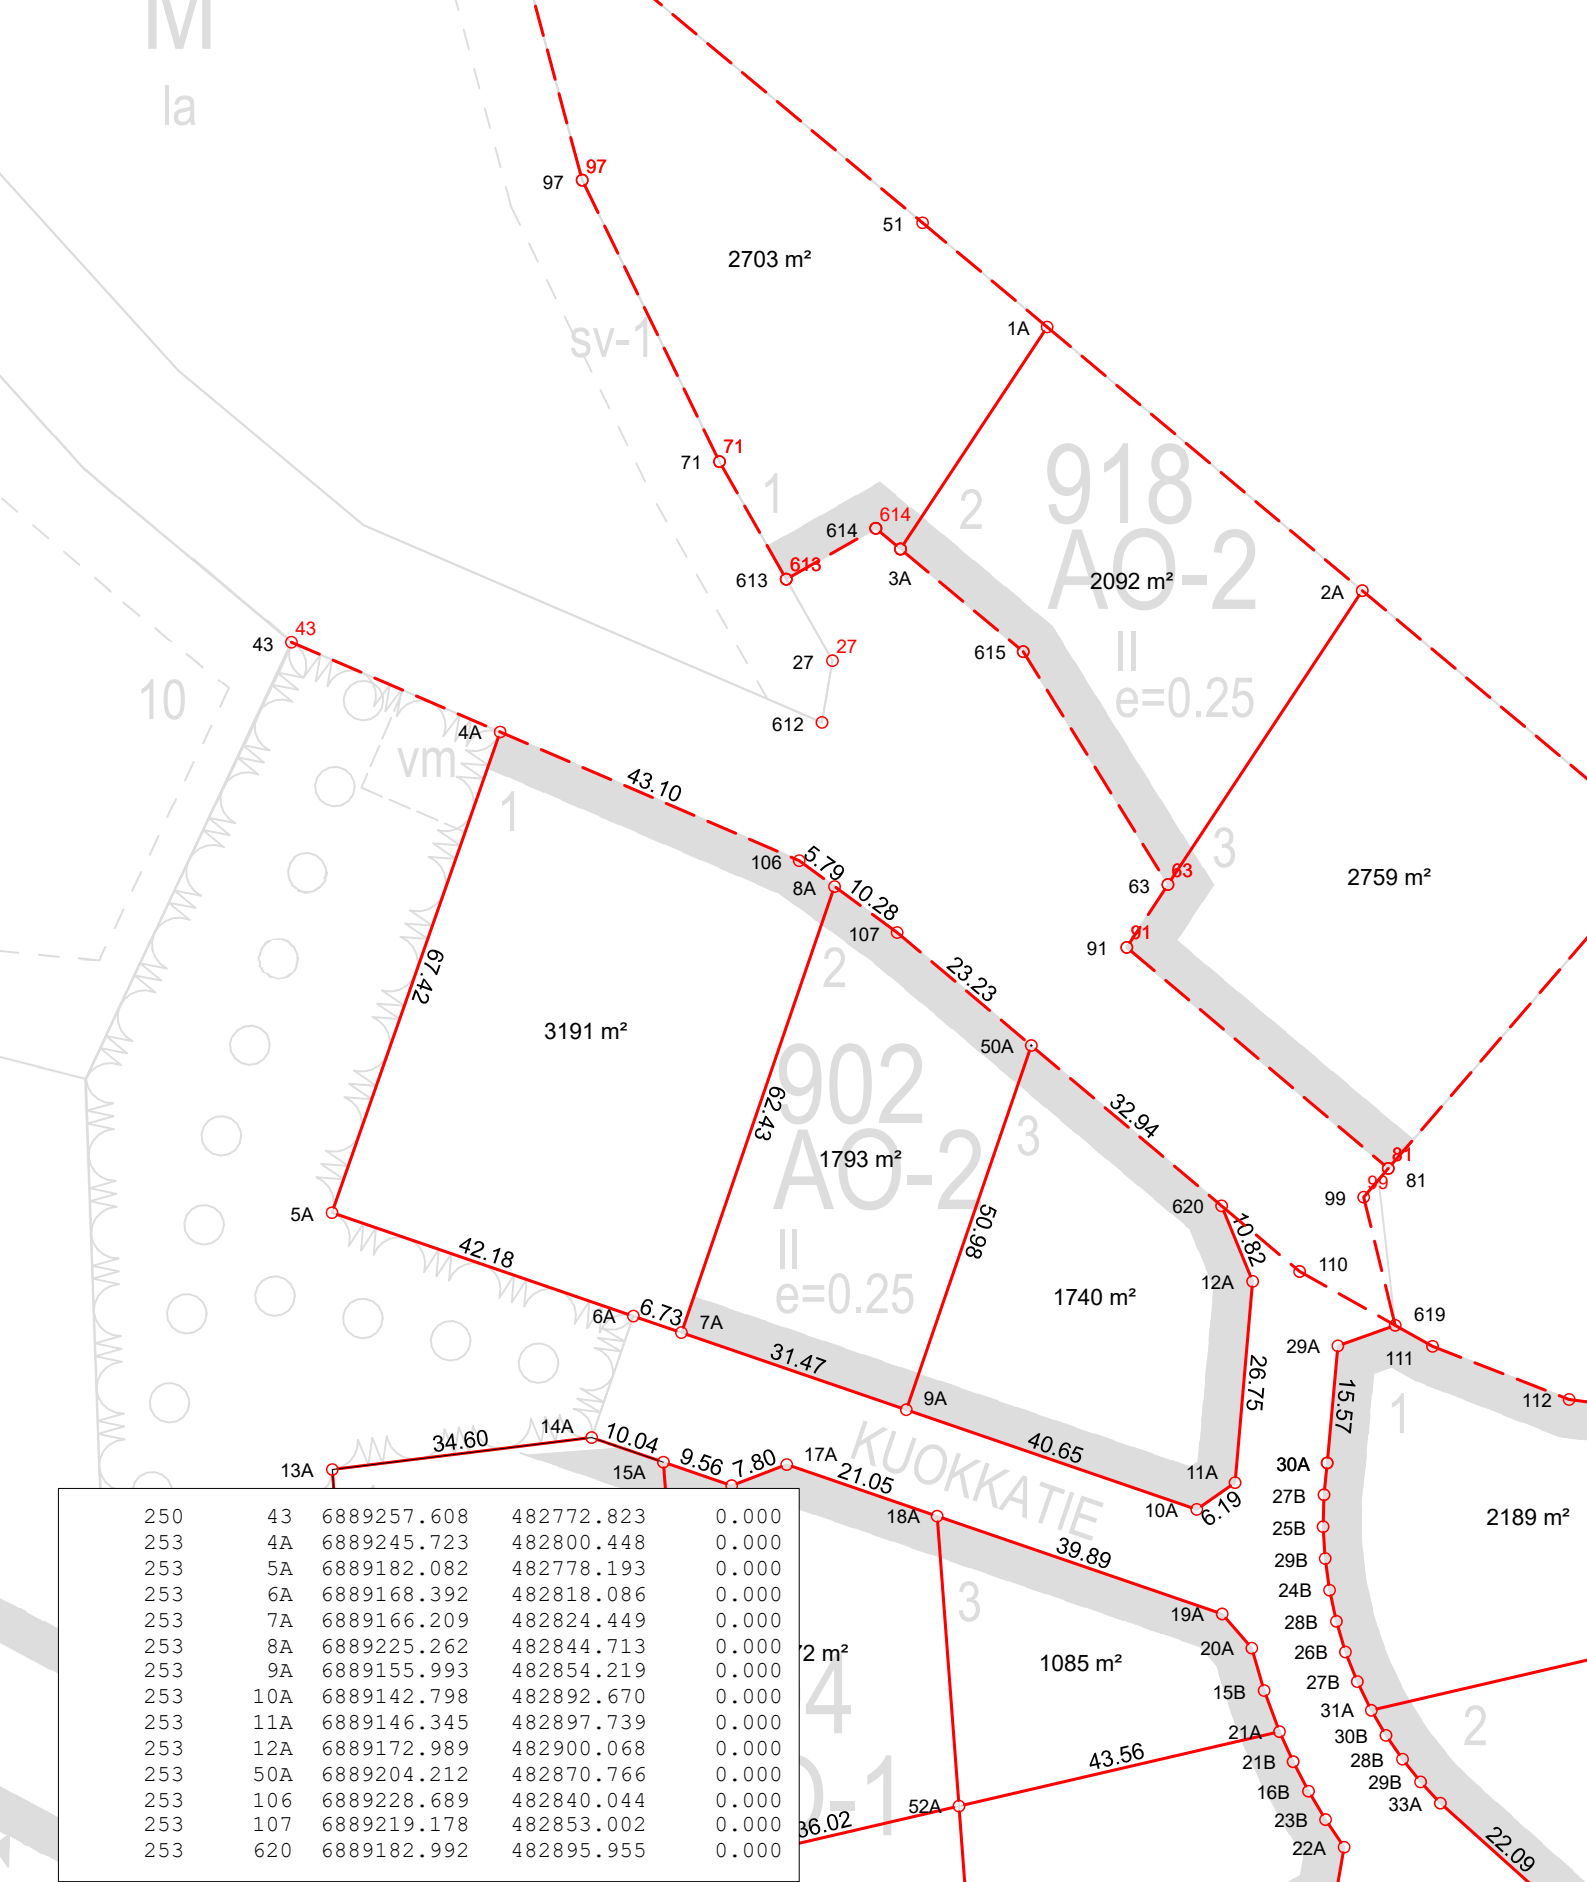 M
la
97
97
51
2703 m²
1A
sv-1
71
71
1
2
918
AO-2
II
e=0.25
614
614
613
613
3A
2092 m²
2A
615
43
43
27
27
612
10
4A
vm
43.10
1
106
5.79
8A
10.28
107
2
63
63
3
2759 m²
91
91
67.42
23.23
3191 m²
50A
902
AO-2
II
e=0.25
62.43
1793 m²
32.94
3
81
81
99
99
5A
620
10.82
50.98
42.18
12A
110
1740 m²
6A
6.73
7A
619
29A
111
31.47
26.75
15.57
112
1
9A
14A
10.04
34.60
13A
15A
9.56
7.80
17A
21.05
KUOKKATIE
40.65
11A
10A
6.19
30A
27B
18A
25B
2189 m²
39.89
29B
24B
3
19A
28B
20A
26B
2 m²
1085 m²
15B
27B
4
31A
2
21A
30B
43.56
21B
28B
O-1
16B
29B
52A
33A
36.02
23B
22A
22.09
250 43 6889257.608 482772.823 0.000
253 4A 6889245.723 482800.448 0.000
253 5A 6889182.082 482778.193 0.000
253 6A 6889168.392 482818.086 0.000
253 7A 6889166.209 482824.449 0.000
253 8A 6889225.262 482844.713 0.000
253 9A 6889155.993 482854.219 0.000
253 10A 6889142.798 482892.670 0.000
253 11A 6889146.345 482897.739 0.000
253 12A 6889172.989 482900.068 0.000
253 50A 6889204.212 482870.766 0.000
253 106 6889228.689 482840.044 0.000
253 107 6889219.178 482853.002 0.000
253 620 6889182.992 482895.955 0.000